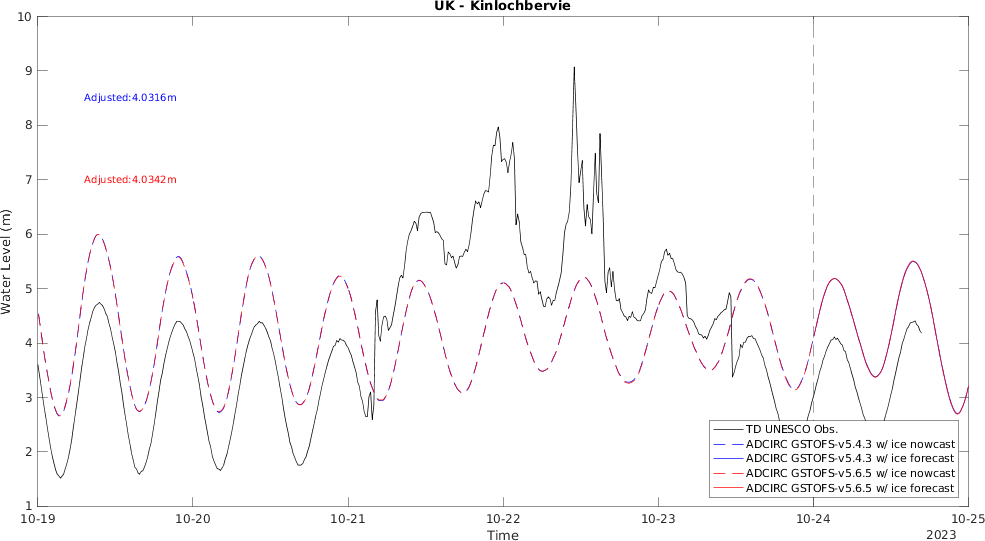 UK - Kinlochbervie
10
9
8
7
6
5
4
3
2
1
Water Level (m)
Adjusted:4.0316m
Adjusted:4.0342m
TD UNESCO Obs.
ADCIRC GSTOFS-v5.4.3 w/ ice nowcast
ADCIRC GSTOFS-v5.4.3 w/ ice forecast
ADCIRC GSTOFS-v5.6.5 w/ ice nowcast
ADCIRC GSTOFS-v5.6.5 w/ ice forecast
10-19 10-20 10-21 10-22 10-23 10-24 10-25
Time
2023